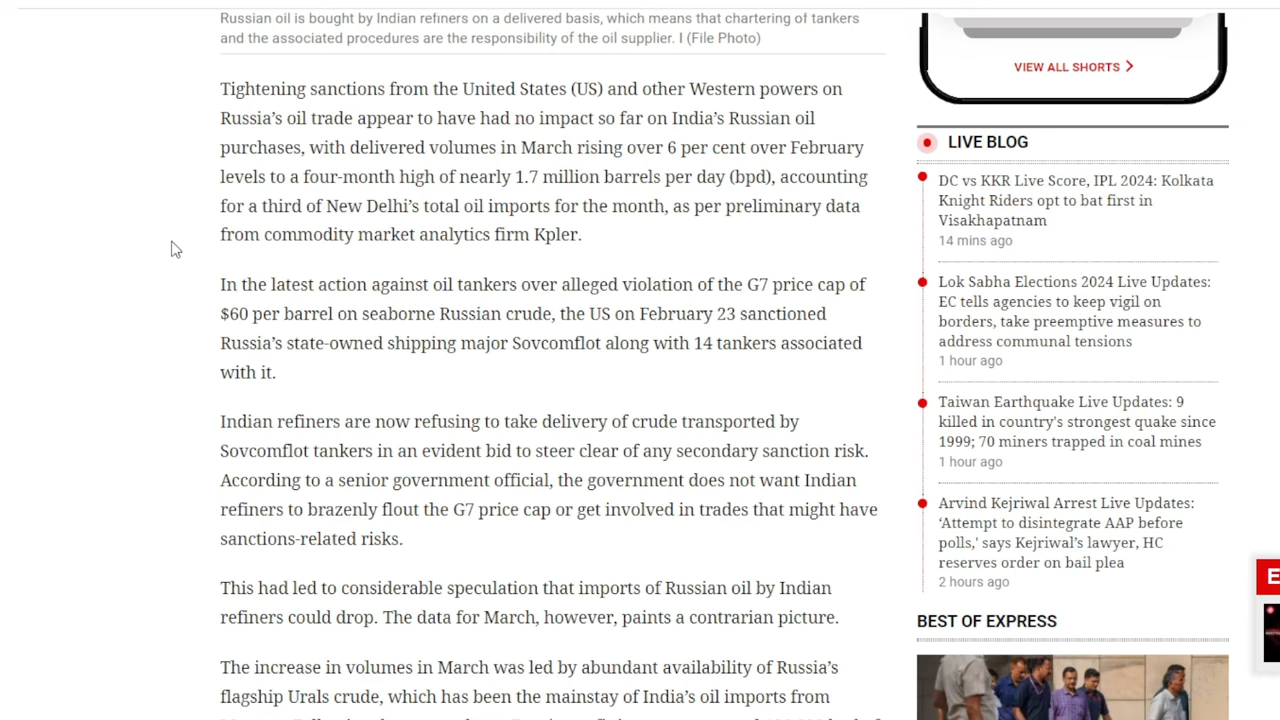 Russian oil is bought by Indian refiners on a delivered basis, which means that chartering of tankers
and the associated procedures are the responsibility of the oil supplier. I (File Photo)
Tightening sanctions from the United States (US) and other Western powers on
Russia's oil trade appear to have had no impact so far on India's Russian oil
purchases, with delivered volumes in March rising over 6 per cent over February
levels to a four-month high of nearly 1.7 million barrels per day (bpd), accounting
for a third of New Delhi's total oil imports for the month, as per preliminary data
from commodity market analytics firm Kpler.
In the latest action against oil tankers over alleged violation of the G7 price cap of
$60 per barrel on seaborne Russian crude, the US on February 23 sanctioned
Russia's state-owned shipping major Sovcomflot along with 14 tankers associated
with it.
Indian refiners are now refusing to take delivery of crude transported by
Sovcomflot tankers in an evident bid to steer clear of any secondary sanction risk.
According to a senior government official, the government does not want Indian
refiners to brazenly flout the G7 price cap or get involved in trades that might have
sanctions-related risks.
This had led to considerable speculation that imports of Russian oil by Indian
refiners could drop. The data for March, however, paints a contrarian picture.
The increase in volumes in March was led by abundant availability of Russia's
flagship Urals crude, which has been the mainstay of India's oil imports from
VIEW ALL SHORTS
LIVE BLOG
DC vs KKR Live Score, IPL 2024: Kolkata
Knight Riders opt to bat first in
Visakhapatnam
14 mins ago
Lok Sabha Elections 2024 Live Updates:
EC tells agencies to keep vigil on
borders, take preemptive measures to
address communal tensions
1 hour ago
Taiwan Earthquake Live Updates: 9
killed in country's strongest quake since
1999; 70 miners trapped in coal mines
1 hour ago
Arvind Kejriwal Arrest Live Updates:
'Attempt to disintegrate AAP before
polls,' says Kejriwal's lawyer, HC
reserves order on bail plea
2 hours ago
BEST OF EXPRESS
E